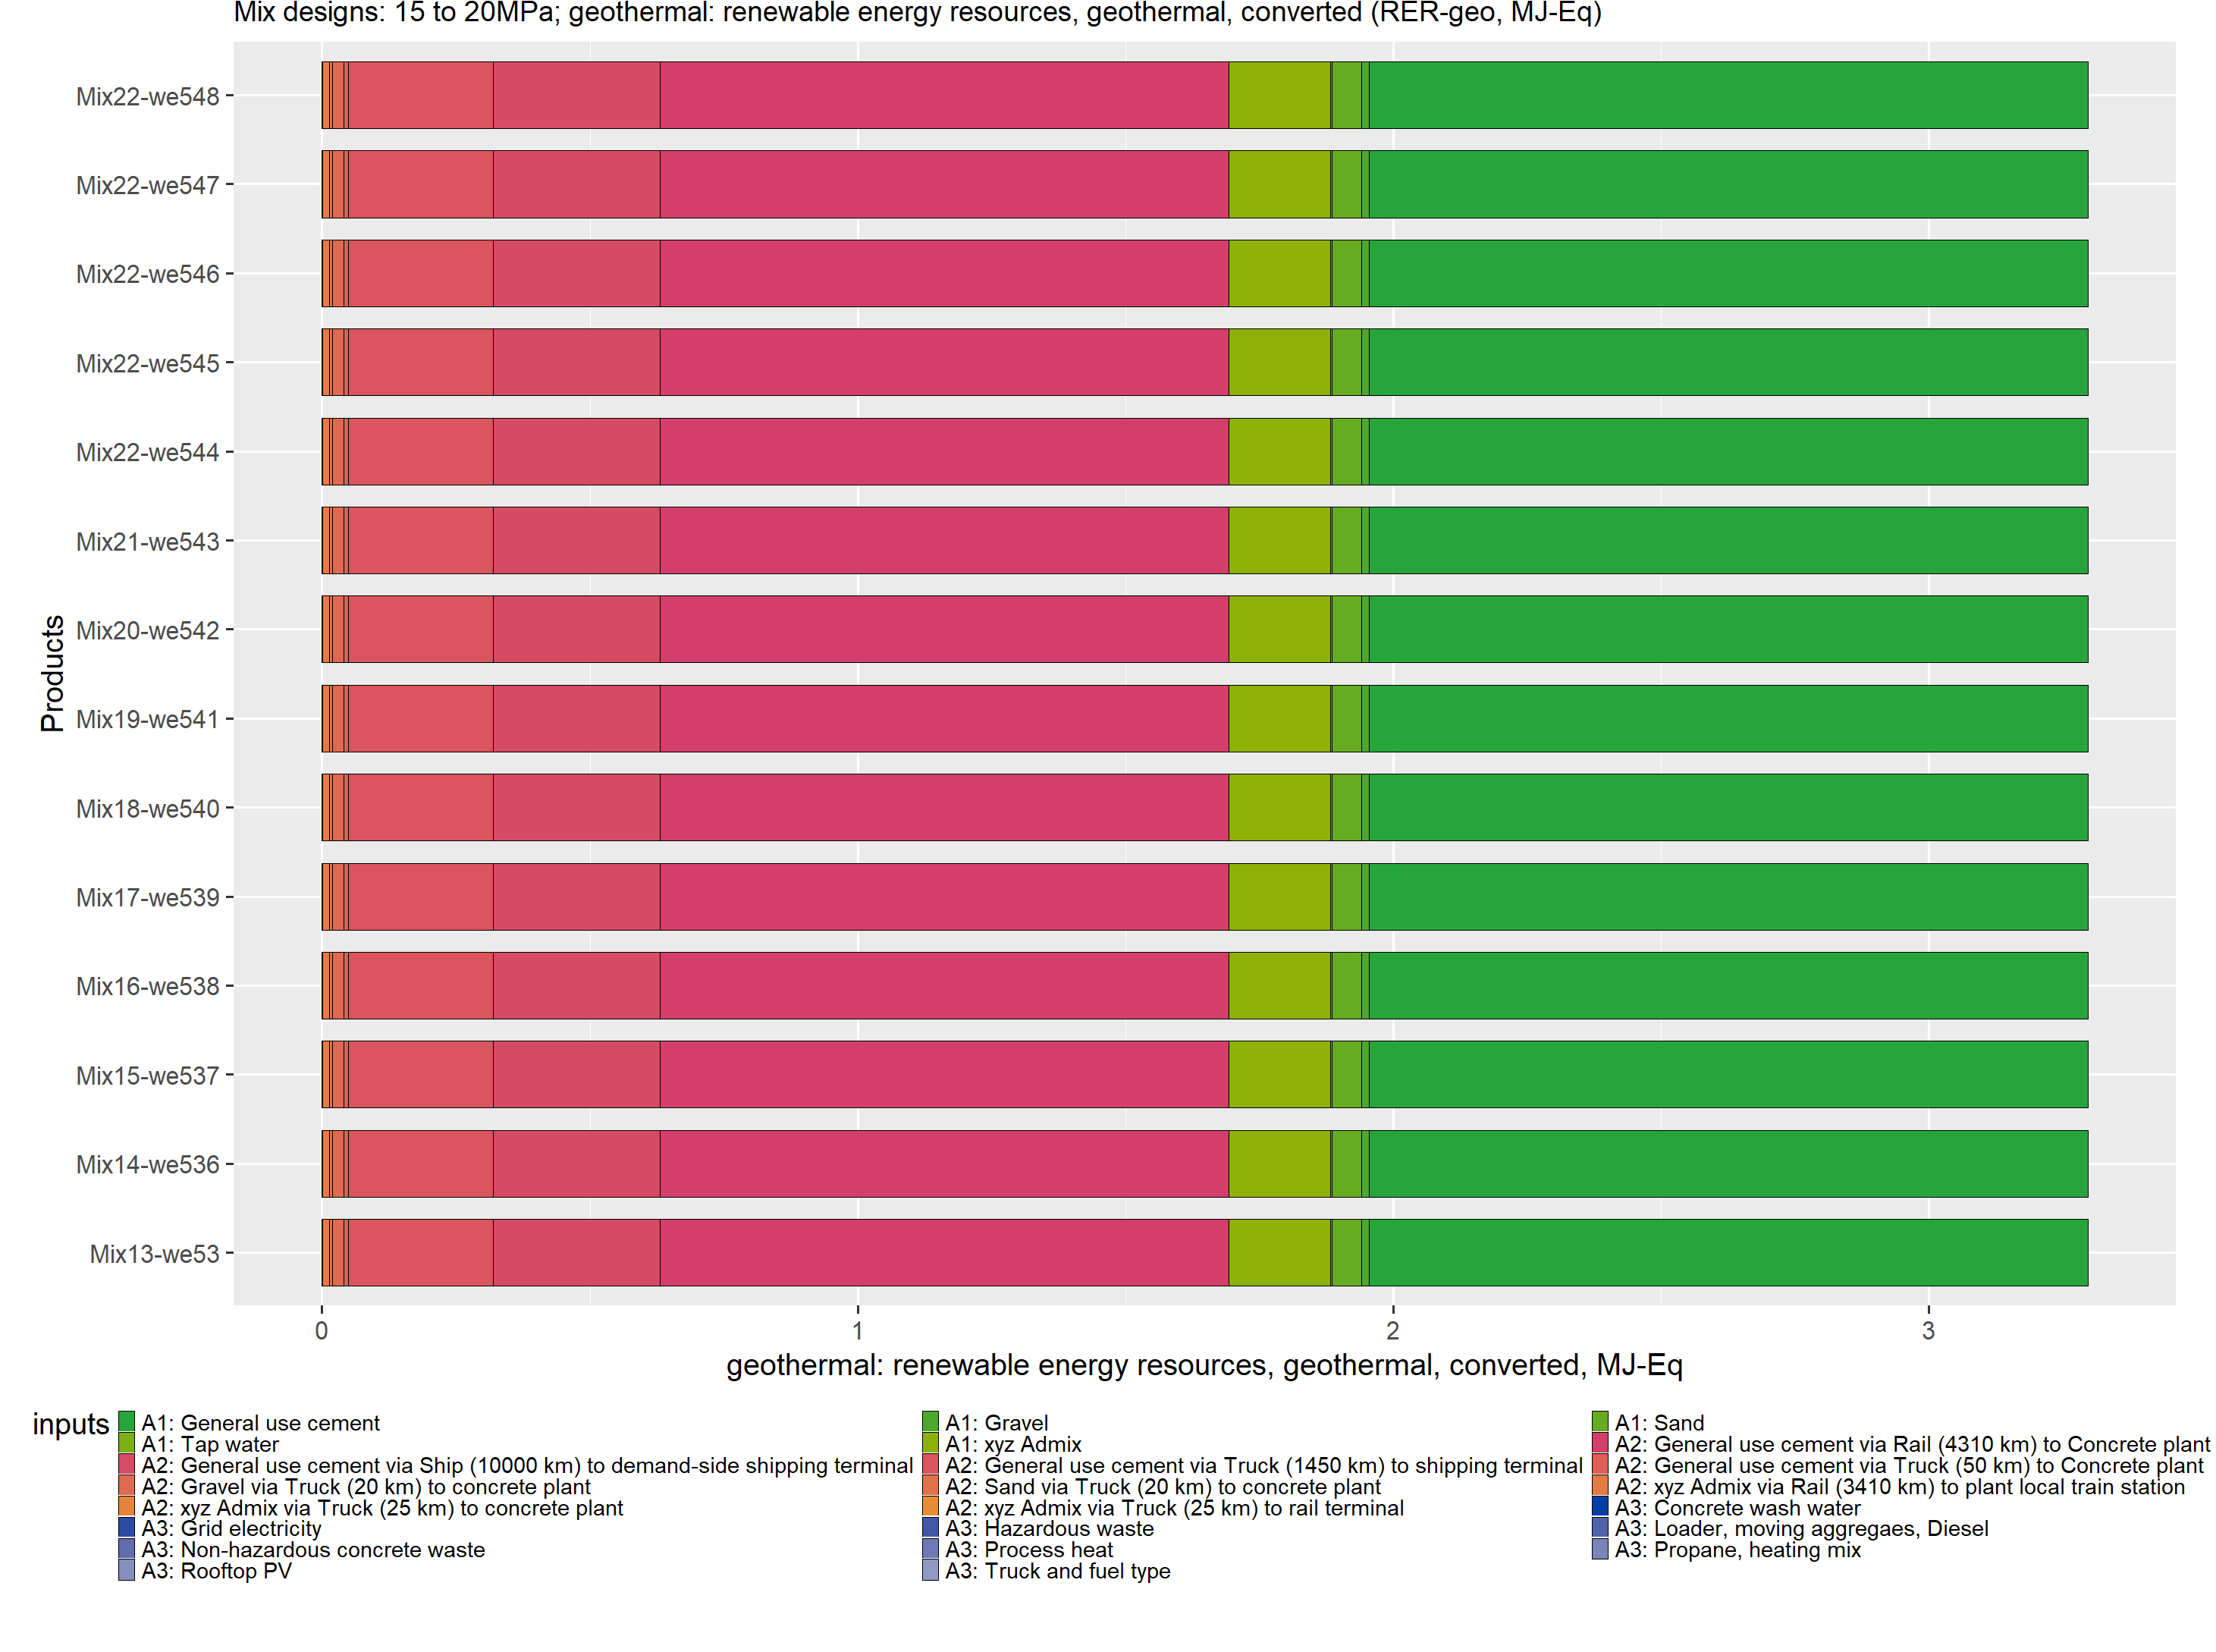 Mix designs: 15 to 20MPa; geothermal: renewable energy resources, geothermal, converted (RER-geo, MJ-Eq)
Mix22-we548
Mix22-we547
Mix22-we546
Mix22-we545
Mix22-we544
Mix21-we543
Mix20-we542
Mix19-we541
Mix18-we540
Mix17-we539
Mix16-we538
Mix15-we537
Mix14-we536
Mix13-we53
Products
0 1 2 3
geothermal: renewable energy resources, geothermal, converted, MJ-Eq
inputs
A1: General use cement A1: Gravel A1: Sand
A1: Tap water A1: xyz Admix A2: General use cement via Rail (4310 km) to Concrete plant
A2: General use cement via Ship (10000 km) to demand-side shipping terminal A2: General use cement via Truck (1450 km) to shipping terminal A2: General use cement via Truck (50 km) to Concrete plant
A2: Gravel via Truck (20 km) to concrete plant A2: Sand via Truck (20 km) to concrete plant A2: xyz Admix via Rail (3410 km) to plant local train station
A2: xyz Admix via Truck (25 km) to concrete plant A2: xyz Admix via Truck (25 km) to rail terminal A3: Concrete wash water
A3: Grid electricity A3: Hazardous waste A3: Loader, moving aggregaes, Diesel
A3: Non-hazardous concrete waste A3: Process heat A3: Propane, heating mix
A3: Rooftop PV A3: Truck and fuel type